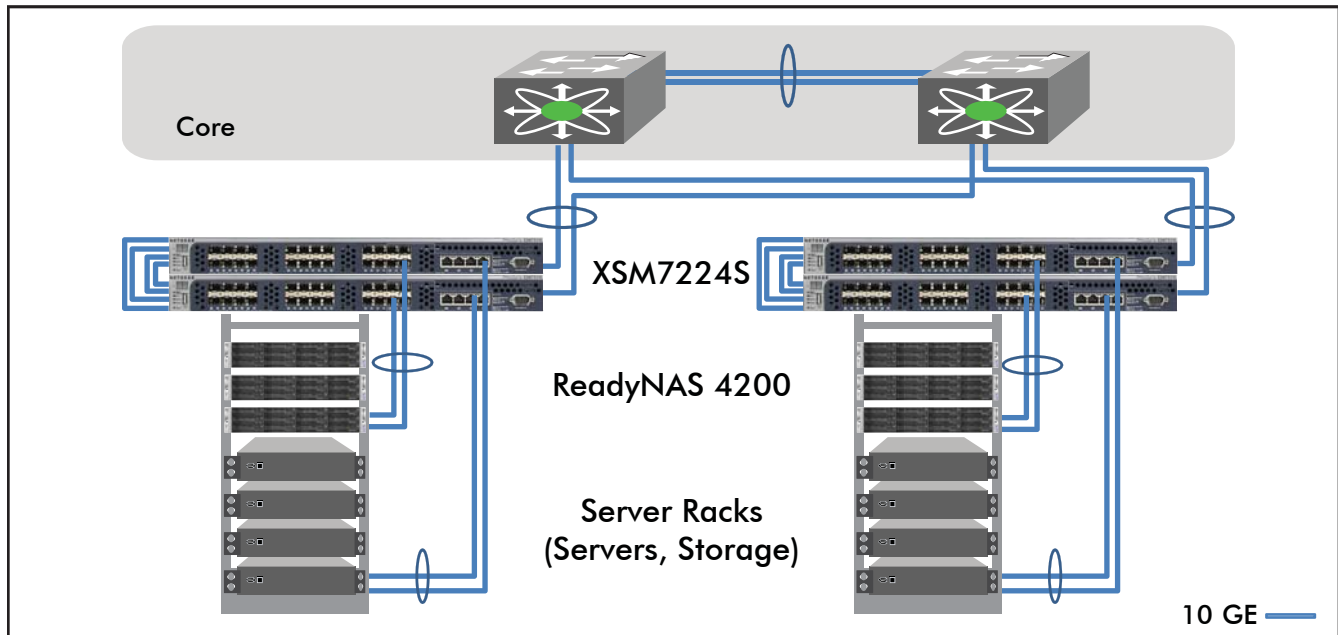 Core
XSM7224S
ReadyNAS 4200
Server Racks
(Servers, Storage)
10 GE